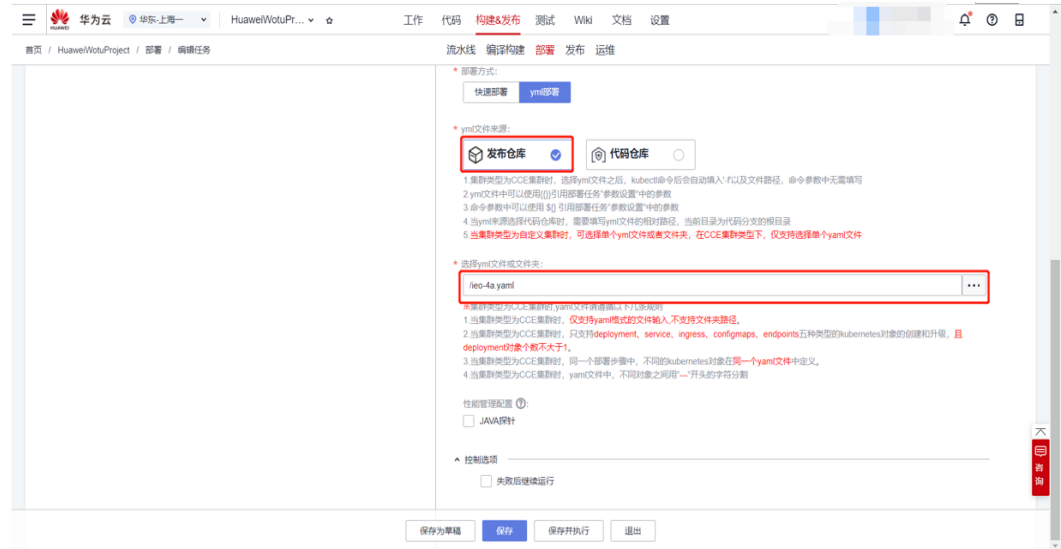 HUAWEI
华为云 华东-上海一 HuaweiWotuPr... 工作 代码 构建&发布 测试 Wiki 文档 设置
首页 / HuaweiWotuProject / 部署 / 编辑任务 流水线 编译构建 部署 发布 运维
* 部署方式:
快速部署 yml部署
* yml文件来源:
发布仓库 代码仓库
1.集群类型为CCE集群时，选择yml文件之后，kubectl命令后会自动填入'-f'以及文件路径，命令参数中无需填写
2.yml文件中可以使用{{}}引用部署任务"参数设置"中的参数
3.命令参数中可以使用 ${} 引用部署任务"参数设置"中的参数
4.当yml来源选择代码仓库时，需要填写yml文件的相对路径，当前目录为代码分支的根目录
5.当集群类型为自定义集群时，可选择单个yml文件或者文件夹，在CCE集群类型下，仅支持选择单个yaml文件
* 选择yml文件或文件夹:
/ieo-4a.yaml ...
※集群类型为CCE集群时,yaml文件请遵循以下几条规则
1.当集群类型为CCE集群时，仅支持yaml格式的文件输入,不支持文件夹路径。
2.当集群类型为CCE集群时，只支持deployment、service、ingress、configmaps、endpoints五种类型的kubernetes对象的创建和升级，且
deployment对象个数不大于1。
3.当集群类型为CCE集群时，同一个部署步骤中，不同的kubernetes对象在同一个yaml文件中定义。
4.当集群类型为CCE集群时，yaml文件中，不同对象之间用"---"开头的字符分割
性能管理配置 :
JAVA探针
控制选项
失败后继续运行
咨询
保存为草稿 保存 保存并执行 退出